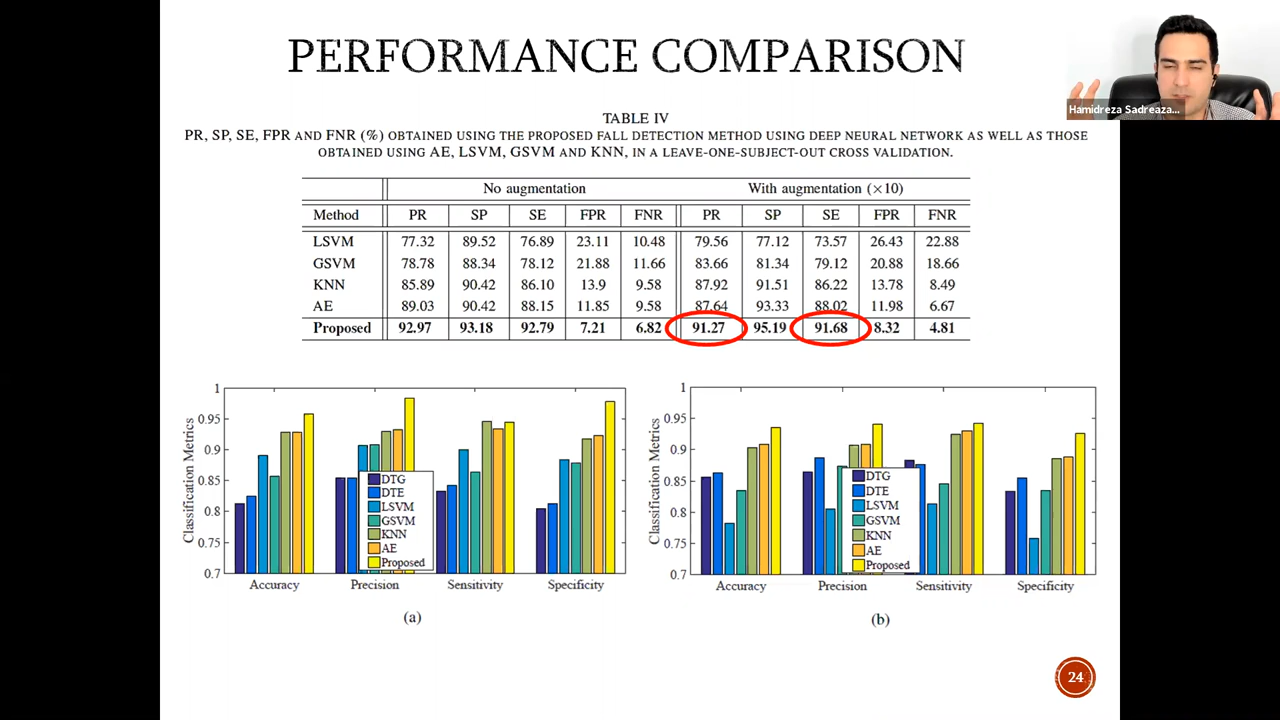 PERFORMANCE COMPARISON
Hamidreza Sadreaza...
TABLE IV
PR, SP, SE, FPR AND FNR (%) OBTAINED USING THE PROPOSED FALL DETECTION METHOD USING DEEP NEURAL NETWORK AS WELL AS THOSE
OBTAINED USING AE, LSVM, GSVM AND KNN, IN A LEAVE-ONE-SUBJECT-OUT CROSS VALIDATION.
No augmentation With augmentation (×10)
Method PR SP SE FPR FNR PR SP SE FPR FNR
LSVM 77.32 89.52 76.89 23.11 10.48 79.56 77.12 73.57 26.43 22.88
GSVM 78.78 88.34 78.12 21.88 11.66 83.66 81.34 79.12 20.88 18.66
KNN 85.89 90.42 86.10 13.9 9.58 87.92 91.51 86.22 13.78 8.49
AE 89.03 90.42 88.15 11.85 9.58 87.64 93.33 88.02 11.98 6.67
Proposed 92.97 93.18 92.79 7.21 6.82 91.27 95.19 91.68 8.32 4.81
Classification Metrics
1
0.95
0.9
0.85
0.8
0.75
0.7
DTG
DTE
LSVM
GSVM
KNN
AE
Proposed
Accuracy Precision Sensitivity Specificity
(a)
Classification Metrics
1
0.95
0.9
0.85
0.8
0.75
0.7
DTG
DTE
LSVM
GSVM
KNN
AE
Proposed
Accuracy Precision Sensitivity Specificity
(b)
24